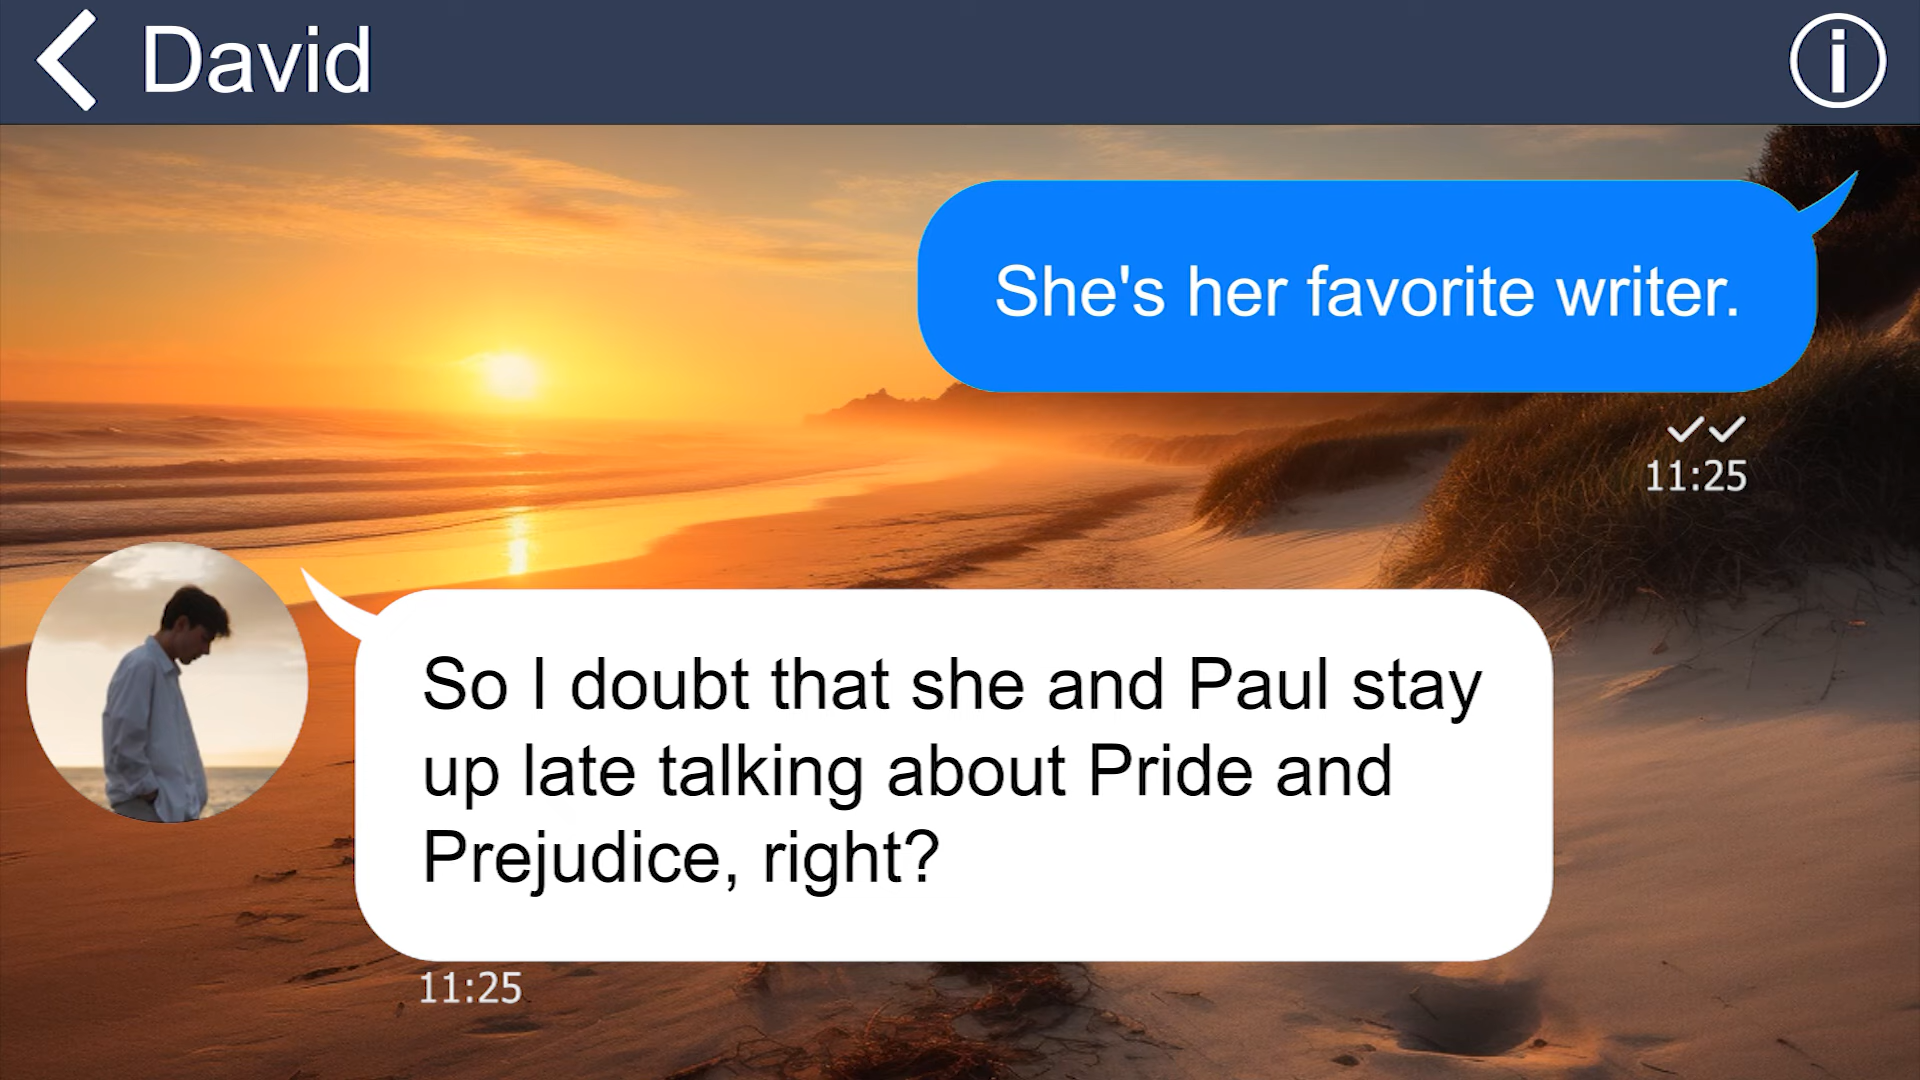 David
She's her favorite writer.
11:25
So I doubt that she and Paul stay
up late talking about Pride and
Prejudice, right?
11:25